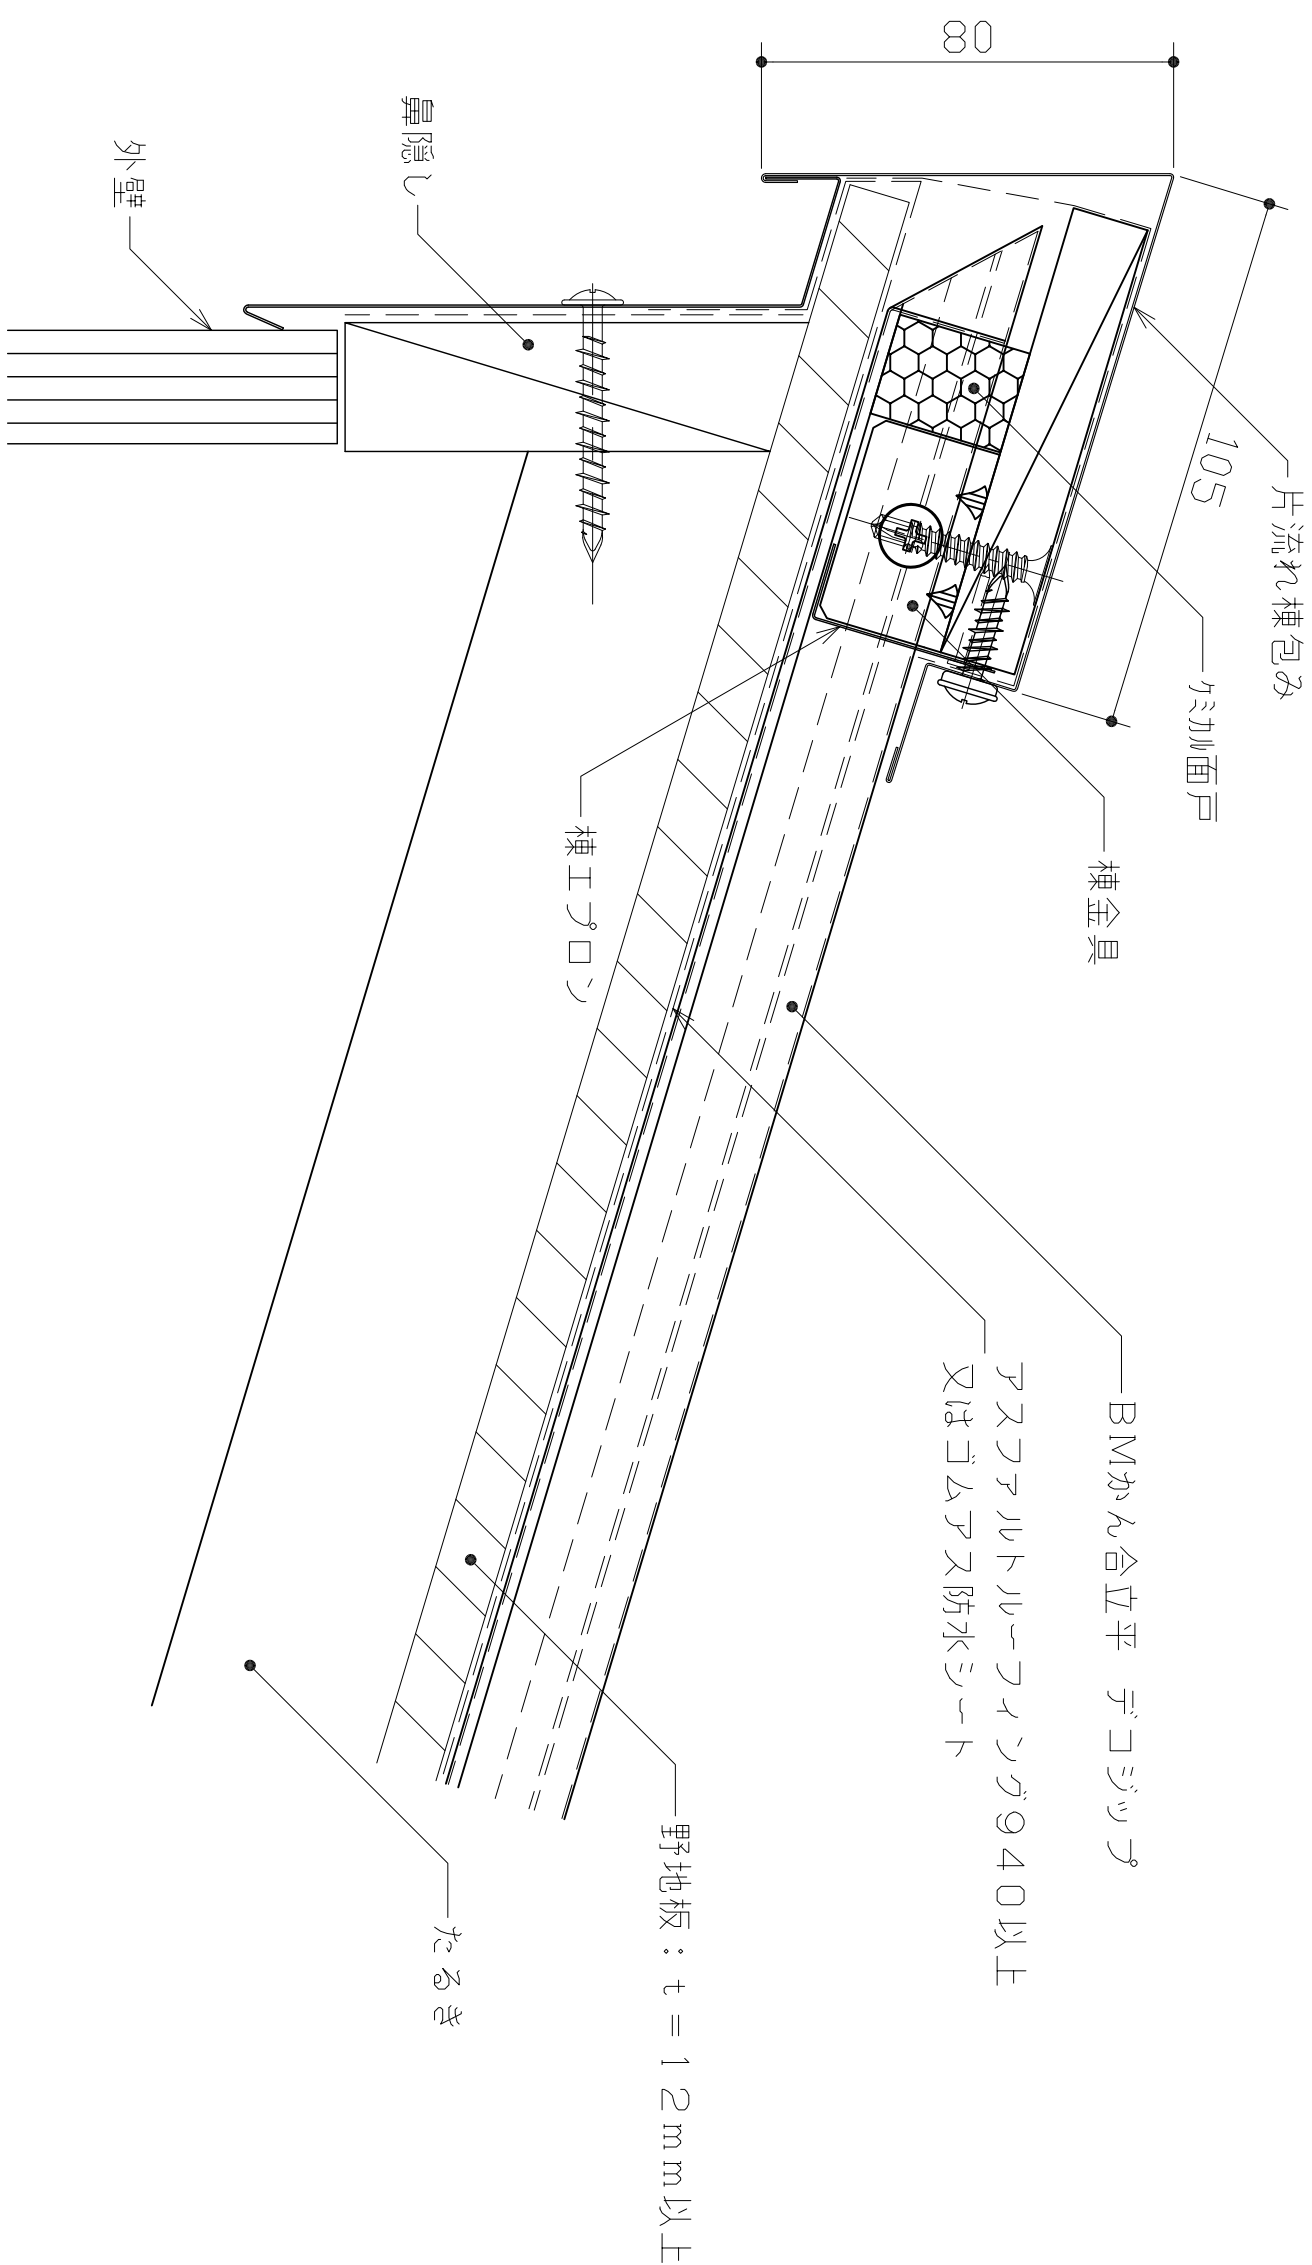 80
105
片流れ棟包み
ケミカル面戸
棟金具
BMかん合立平 デコジップ
アスファルトルーフィング940以上
又はゴムアス防水シート
野地板：t＝12mm以上
たるき
棟エプロン
鼻隠し
外壁